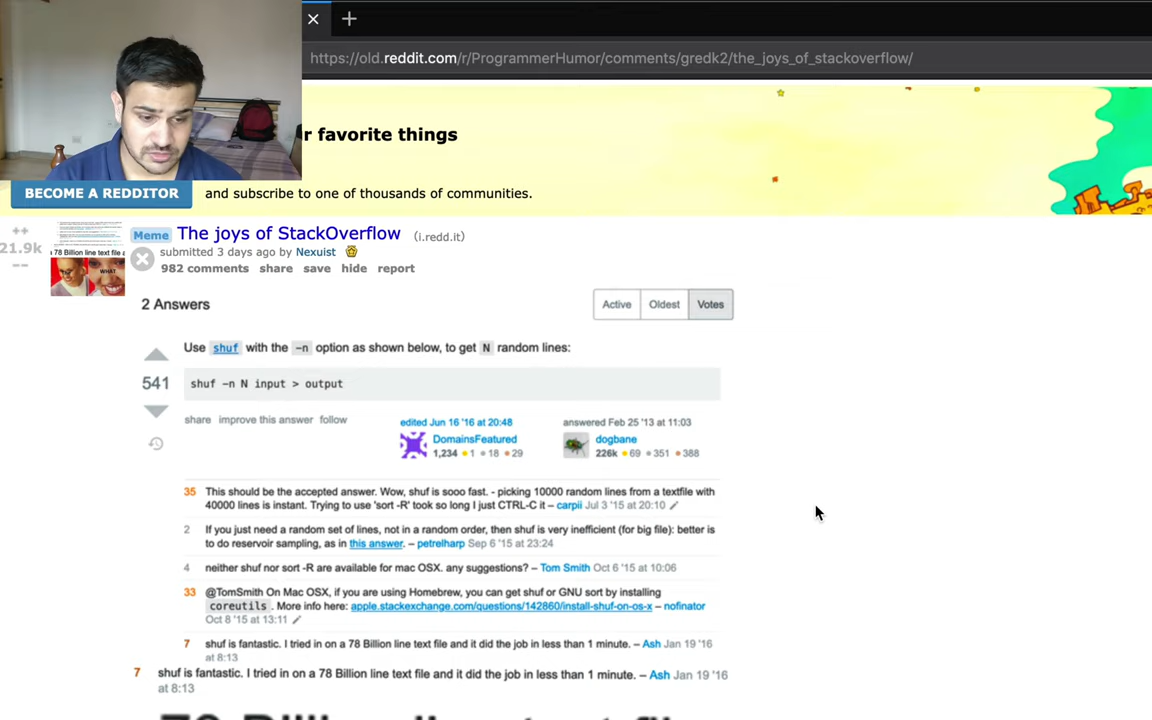 https://old.reddit.com/r/ProgrammerHumor/comments/gredk2/the_joys_of_stackoverflow/
r favorite things
BECOME A REDDITOR and subscribe to one of thousands of communities.
Meme The joys of StackOverflow (i.redd.it)
21.9k
submitted 3 days ago by Nexuist
982 comments share save hide report
78 Billion line text file a
WHAT
2 Answers
Active Oldest Votes
Use shuf with the -n option as shown below, to get N random lines:
541
shuf -n N input > output
share improve this answer follow
edited Jun 16 '16 at 20:48
DomainsFeatured
1,234 1 18 29
answered Feb 25 '13 at 11:03
dogbane
226k 69 351 388
35 This should be the accepted answer. Wow, shuf is sooo fast. - picking 10000 random lines from a textfile with
40000 lines is instant. Trying to use 'sort -R' took so long I just CTRL-C it – carpii Jul 3 '15 at 20:10
2 If you just need a random set of lines, not in a random order, then shuf is very inefficient (for big file): better is
to do reservoir sampling, as in this answer. – petrelharp Sep 6 '15 at 23:24
4 neither shuf nor sort -R are available for mac OSX. any suggestions? – Tom Smith Oct 6 '15 at 10:06
33 @TomSmith On Mac OSX, if you are using Homebrew, you can get shuf or GNU sort by installing
coreutils . More info here: apple.stackexchange.com/questions/142860/install-shuf-on-os-x – nofinator
Oct 8 '15 at 13:11
7 shuf is fantastic. I tried in on a 78 Billion line text file and it did the job in less than 1 minute. – Ash Jan 19 '16
at 8:13
7 shuf is fantastic. I tried in on a 78 Billion line text file and it did the job in less than 1 minute. – Ash Jan 19 '16
at 8:13